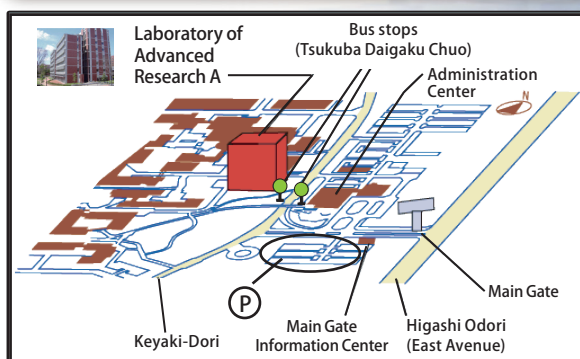 Laboratory of
Advanced
Research A
Bus stops
(Tsukuba Daigaku Chuo)
Administration
Center
N
P
Keyaki-Dori
Main Gate
Information Center
Higashi Odori
(East Avenue)
Main Gate